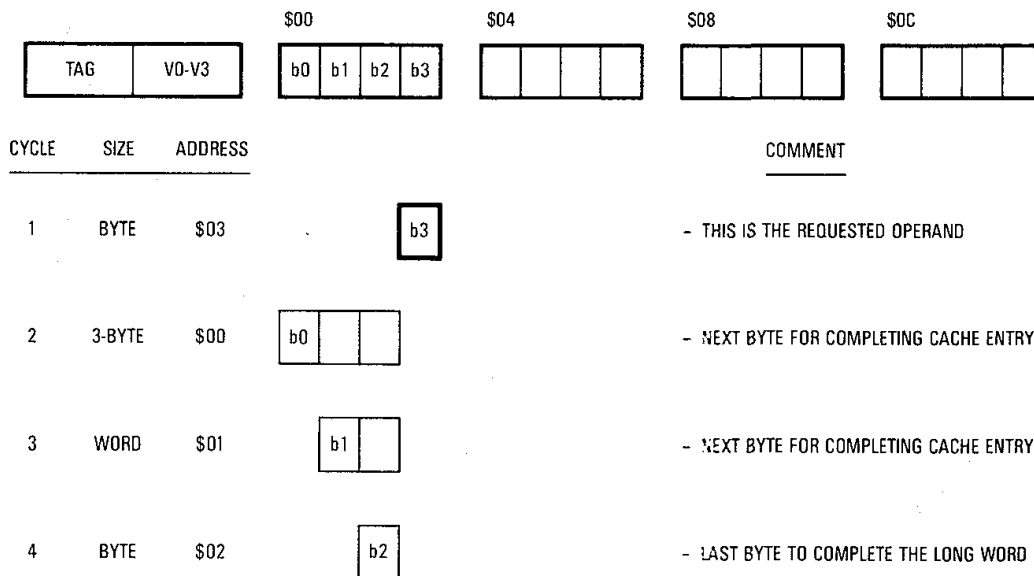 $00 $04 $08 $0C
TAG V0-V3 b0 b1 b2 b3
CYCLE SIZE ADDRESS COMMENT
1 BYTE $03 b3 - THIS IS THE REQUESTED OPERAND
2 3-BYTE $00 b0 - NEXT BYTE FOR COMPLETING CACHE ENTRY
3 WORD $01 b1 - NEXT BYTE FOR COMPLETING CACHE ENTRY
4 BYTE $02 b2 - LAST BYTE TO COMPLETE THE LONG WORD